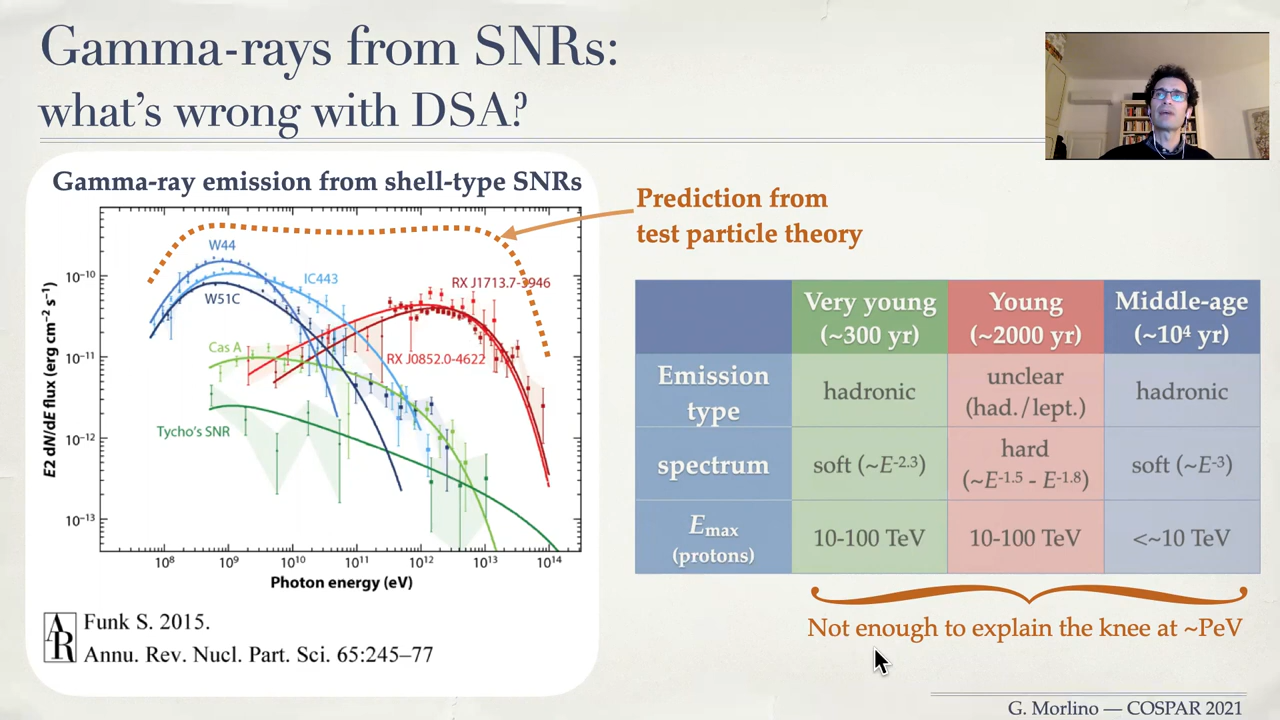 Gamma-rays from SNRs:
what's wrong with DSA?
Gamma-ray emission from shell-type SNRs
E2 dN/dE flux (erg cm⁻² s⁻¹)
10⁻¹⁰
10⁻¹¹
10⁻¹²
10⁻¹³
W44
IC443
RX J1713.7-3946
W51C
Cas A
RX J0852.0-4622
Tycho's SNR
10⁸ 10⁹ 10¹⁰ 10¹¹ 10¹² 10¹³ 10¹⁴
Photon energy (eV)
AR
Funk S. 2015.
Annu. Rev. Nucl. Part. Sci. 65:245–77
Prediction from
test particle theory
Very young
(~300 yr)
Young
(~2000 yr)
Middle-age
(~10⁴ yr)
Emission
type
hadronic
unclear
(had./lept.)
hadronic
spectrum
soft (~E⁻²·³)
hard
(~E⁻¹·⁵ - E⁻¹·⁸)
soft (~E⁻³)
Eₘₐₓ
(protons)
10-100 TeV
10-100 TeV
<~10 TeV
Not enough to explain the knee at ~PeV
G. Morlino — COSPAR 2021